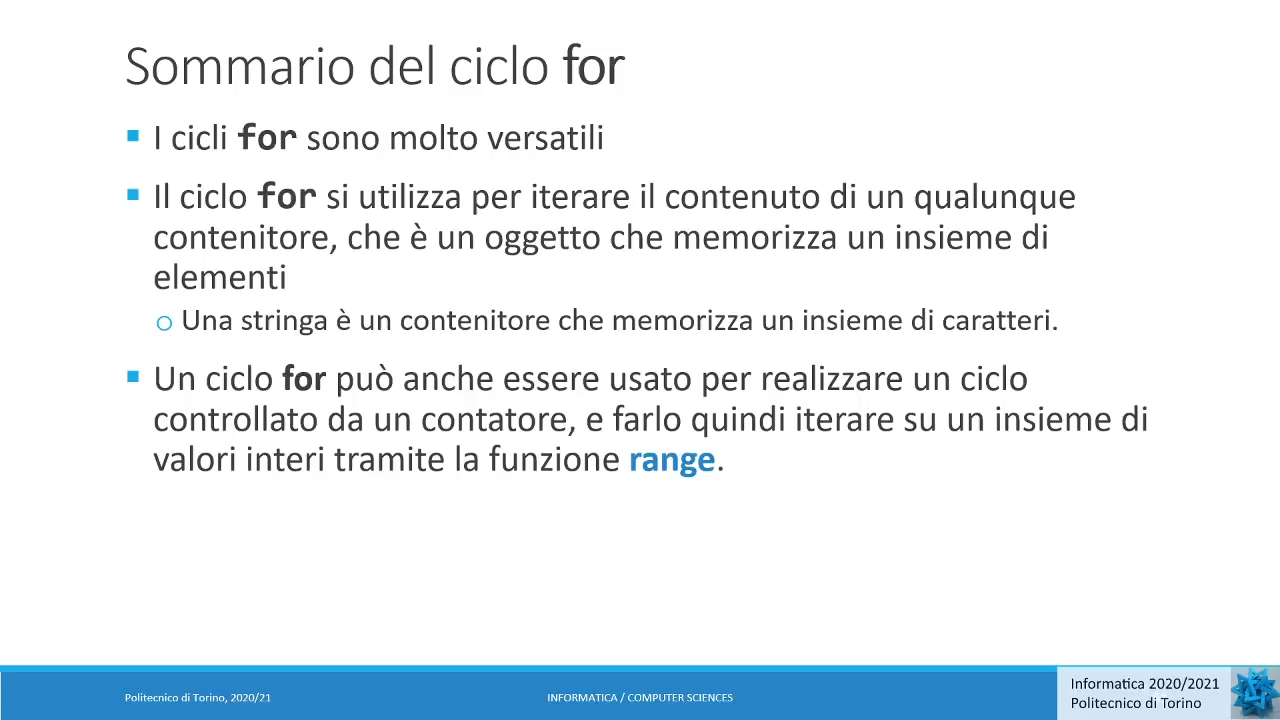 Sommario del ciclo for
I cicli for sono molto versatili
Il ciclo for si utilizza per iterare il contenuto di un qualunque
contenitore, che è un oggetto che memorizza un insieme di
elementi
Una stringa è un contenitore che memorizza un insieme di caratteri.
Un ciclo for può anche essere usato per realizzare un ciclo
controllato da un contatore, e farlo quindi iterare su un insieme di
valori interi tramite la funzione range.
Politecnico di Torino, 2020/21
INFORMATICA / COMPUTER SCIENCES
Informatica 2020/2021
Politecnico di Torino